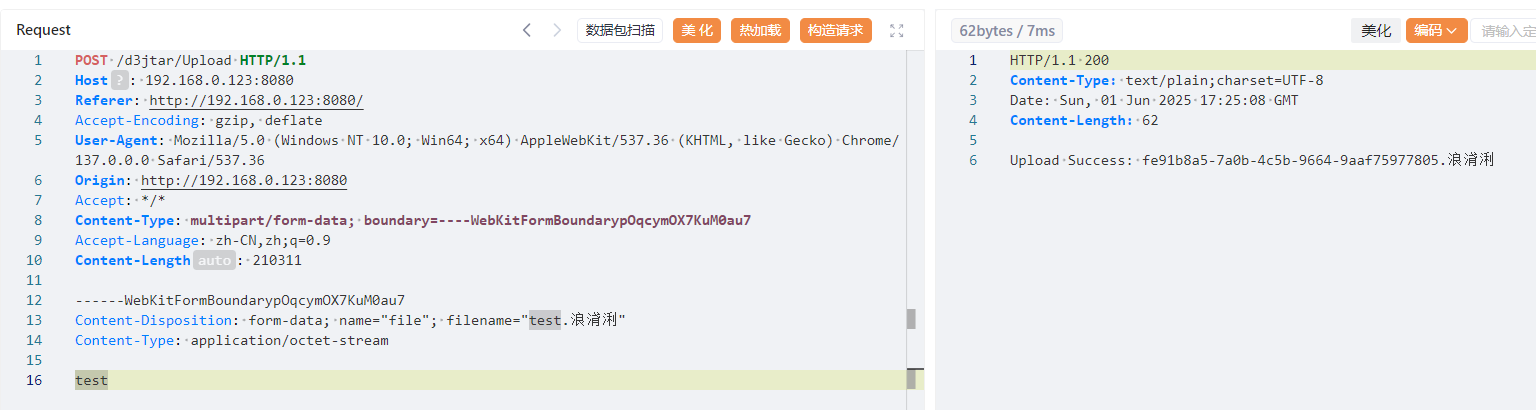 Request
数据包扫描
美 化
热加载
构造请求
1 POST /d3jtar/Upload HTTP/1.1
2 Host ? : 192.168.0.123:8080
3 Referer: http://192.168.0.123:8080/
4 Accept-Encoding: gzip, deflate
5 User-Agent: Mozilla/5.0 (Windows NT 10.0; Win64; x64) AppleWebKit/537.36 (KHTML, like Gecko) Chrome/
137.0.0.0 Safari/537.36
6 Origin: http://192.168.0.123:8080
7 Accept: */*
8 Content-Type: multipart/form-data; boundary=----WebKitFormBoundarypOqcymOX7KuM0au7
9 Accept-Language: zh-CN,zh;q=0.9
10 Content-Length auto : 210311
11
12 ------WebKitFormBoundarypOqcymOX7KuM0au7
13 Content-Disposition: form-data; name="file"; filename="test.浪浳浰"
14 Content-Type: application/octet-stream
15
16 test
62bytes / 7ms
美化
编码
请输入定
1 HTTP/1.1 200
2 Content-Type: text/plain;charset=UTF-8
3 Date: Sun, 01 Jun 2025 17:25:08 GMT
4 Content-Length: 62
5
6 Upload Success: fe91b8a5-7a0b-4c5b-9664-9aaf75977805.浪浳浰